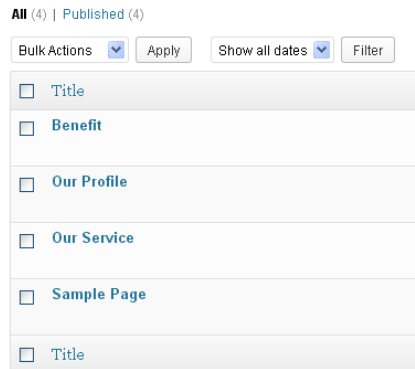 All (4) | Published (4)
Bulk Actions Apply Show all dates Filter
Title
Benefit
Our Profile
Our Service
Sample Page
Title